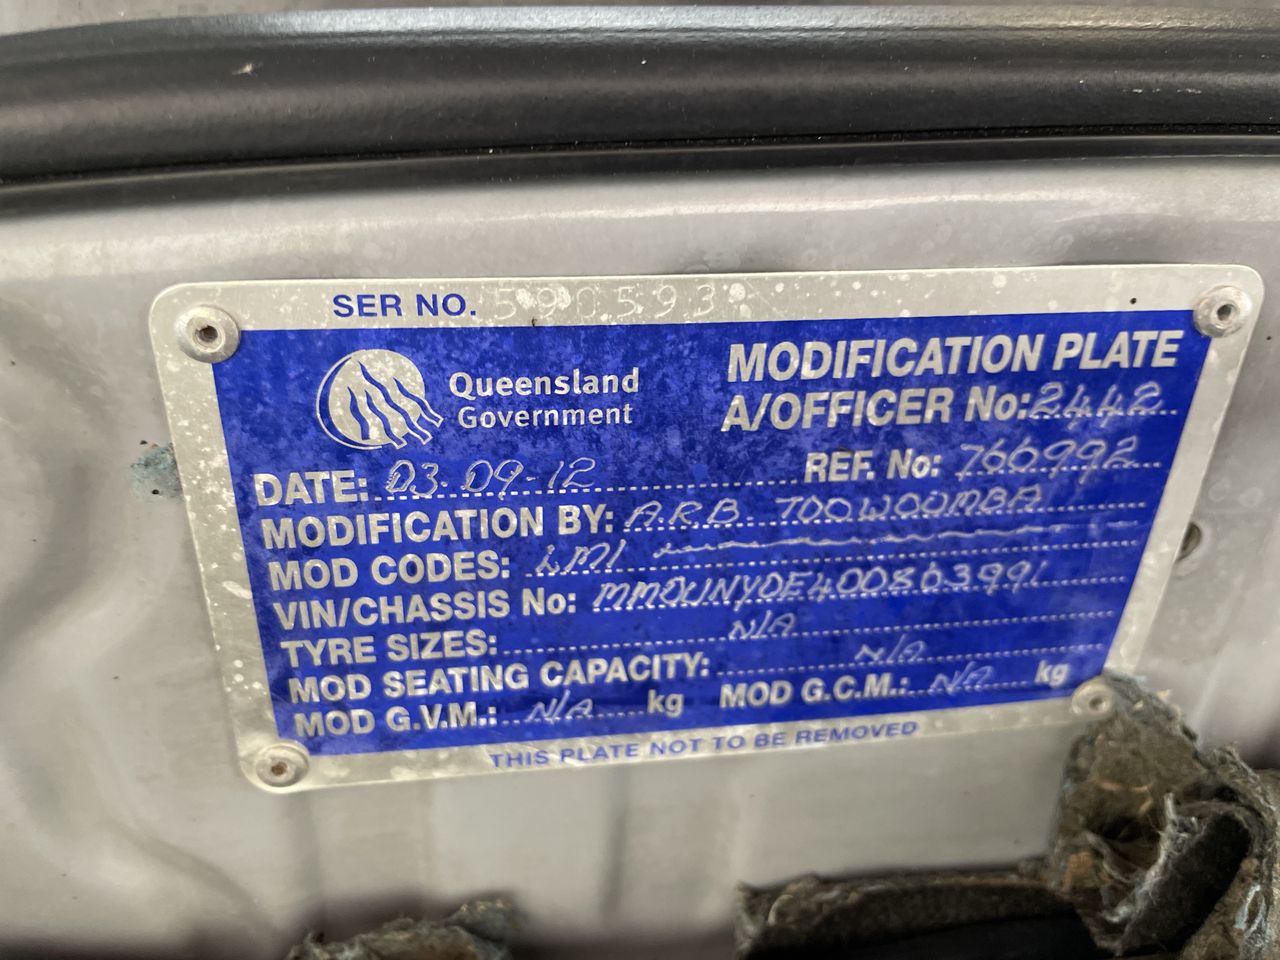 SER NO. 590593
Queensland
Government
MODIFICATION PLATE
A/OFFICER No: 2442
DATE: 03-09-12
REF. No: 760992
MODIFICATION BY: A.R.B. TOOWOOMBA
MOD CODES: LM1
VIN/CHASSIS No: MM0UNYDE400803991
TYRE SIZES: N/A
MOD SEATING CAPACITY: N/A
MOD G.V.M.: N/A kg MOD G.C.M.: N/A kg
THIS PLATE NOT TO BE REMOVED